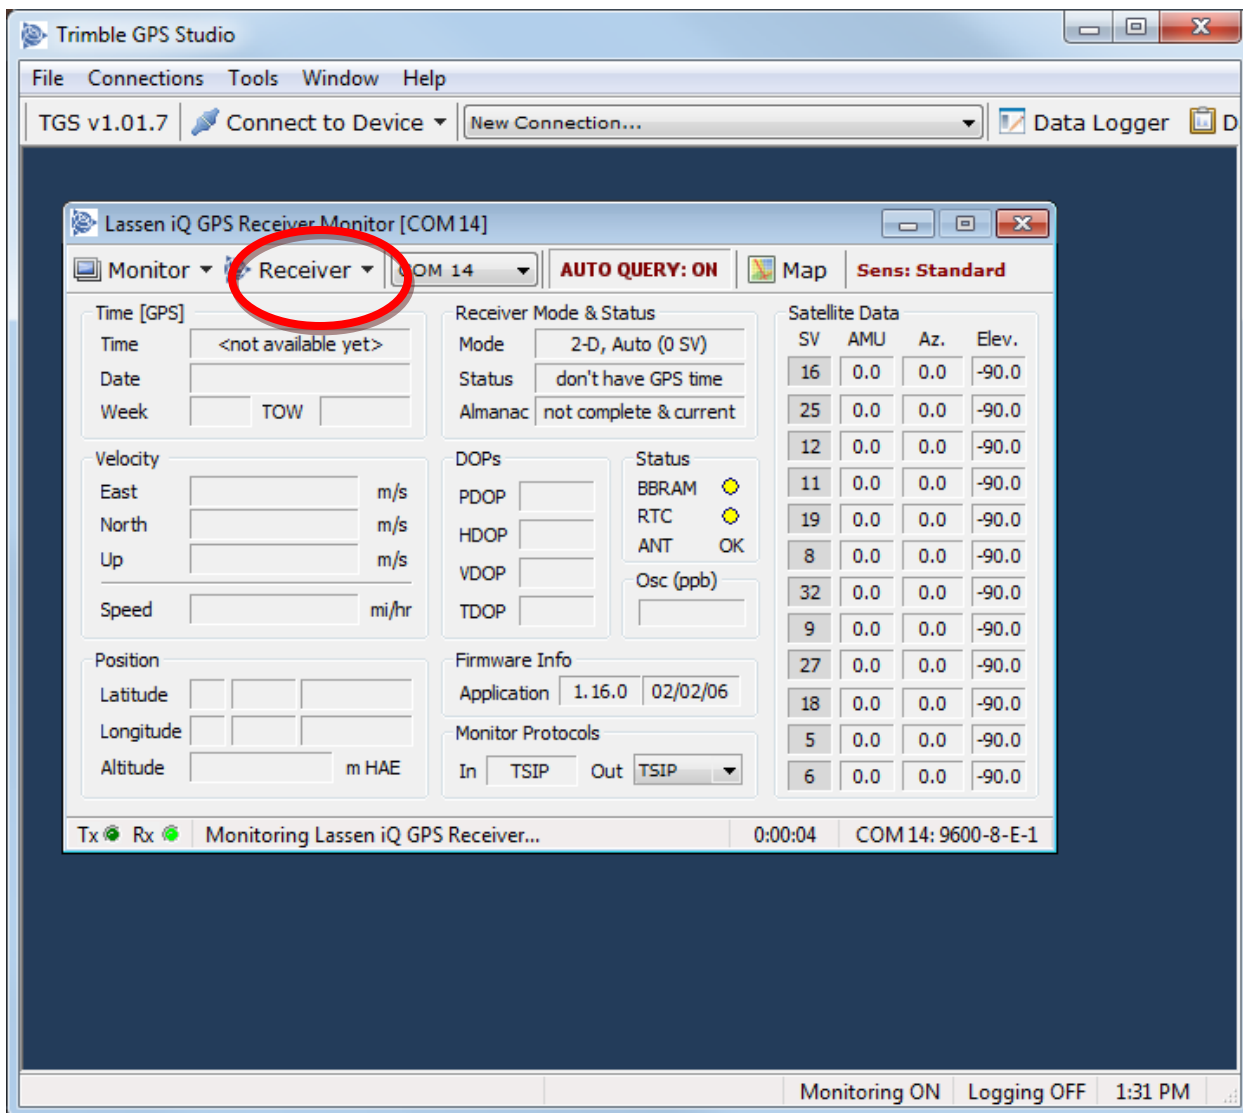 Trimble GPS Studio
File Connections Tools Window Help
TGS v1.01.7 Connect to Device New Connection... Data Logger D
Lassen iQ GPS Receiver Monitor [COM 14]
Monitor Receiver COM 14 AUTO QUERY: ON Map Sens: Standard
Time [GPS]
Time <not available yet>
Date
Week TOW
Velocity
East m/s
North m/s
Up m/s
Speed mi/hr
Position
Latitude
Longitude
Altitude m HAE
Receiver Mode & Status
Mode 2-D, Auto (0 SV)
Status don't have GPS time
Almanac not complete & current
DOPs
PDOP
HDOP
VDOP
TDOP
Status
BBRAM
RTC
ANT OK
Osc (ppb)
Firmware Info
Application 1.16.0 02/02/06
Monitor Protocols
In TSIP Out TSIP
Satellite Data
SV AMU Az. Elev.
16 0.0 0.0 -90.0
25 0.0 0.0 -90.0
12 0.0 0.0 -90.0
11 0.0 0.0 -90.0
19 0.0 0.0 -90.0
8 0.0 0.0 -90.0
32 0.0 0.0 -90.0
9 0.0 0.0 -90.0
27 0.0 0.0 -90.0
18 0.0 0.0 -90.0
5 0.0 0.0 -90.0
6 0.0 0.0 -90.0
Tx Rx Monitoring Lassen iQ GPS Receiver... 0:00:04 COM 14: 9600-8-E-1
Monitoring ON Logging OFF 1:31 PM